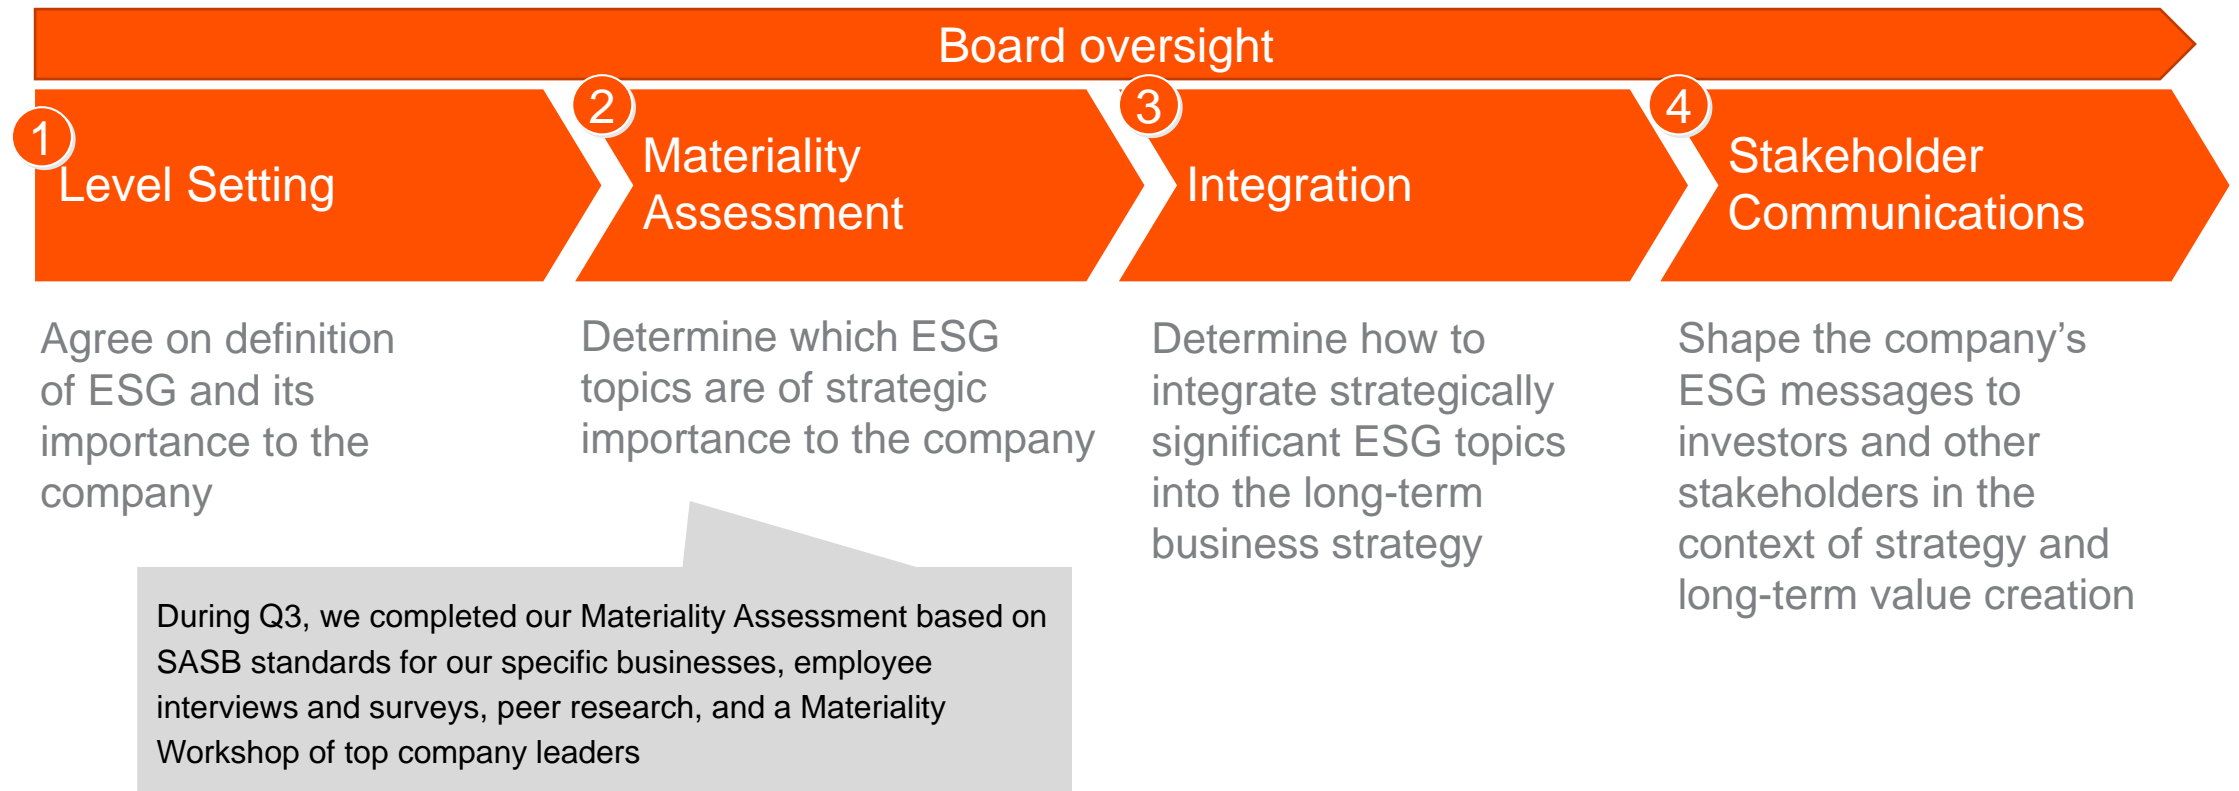 Board oversight
1
Level Setting
2
Materiality
Assessment
3
Integration
4
Stakeholder
Communications
Agree on definition
of ESG and its
importance to the
company
Determine which ESG
topics are of strategic
importance to the company
Determine how to
integrate strategically
significant ESG topics
into the long-term
business strategy
Shape the company’s
ESG messages to
investors and other
stakeholders in the
context of strategy and
long-term value creation
During Q3, we completed our Materiality Assessment based on
SASB standards for our specific businesses, employee
interviews and surveys, peer research, and a Materiality
Workshop of top company leaders